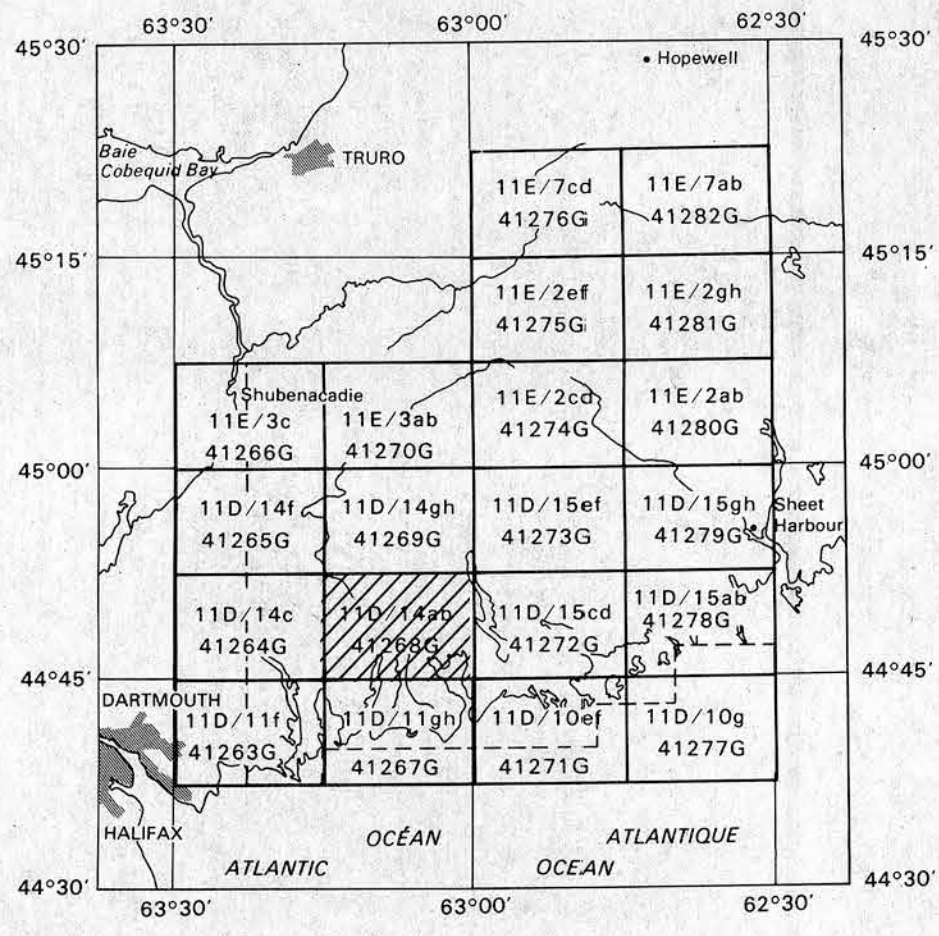 63°30' 63°00' 62°30'
45°30' 45°30'
Hopewell
Baie
Cobequid Bay
TRURO
11E/7cd 11E/7ab
41276G 41282G
45°15' 45°15'
11E/2eff 11E/2gh
41275G 41281G
Shubenacadie
11E/3c 11E/3ab 11E/2cd 11E/2ab
41266G 41270G 41274G 41280G
45°00' 45°00'
11D/14f 11D/14gh 11D/15ef 11D/15gh Sheet
41265G 41269G 41273G 41279G Harbour
11D/14c 11D/14ab 11D/15cd 11D/15ab
41264G 41268G 41272G 41278G
44°45' 44°45'
DARTMOUTH
11D/11f 11D/11gh 11D/10ef 11D/10g
41263G 41267G 41271G 41277G
HALIFAX
OCÉAN ATLANTIQUE
ATLANTIC OCEAN
44°30' 44°30'
63°30' 63°00' 62°30'